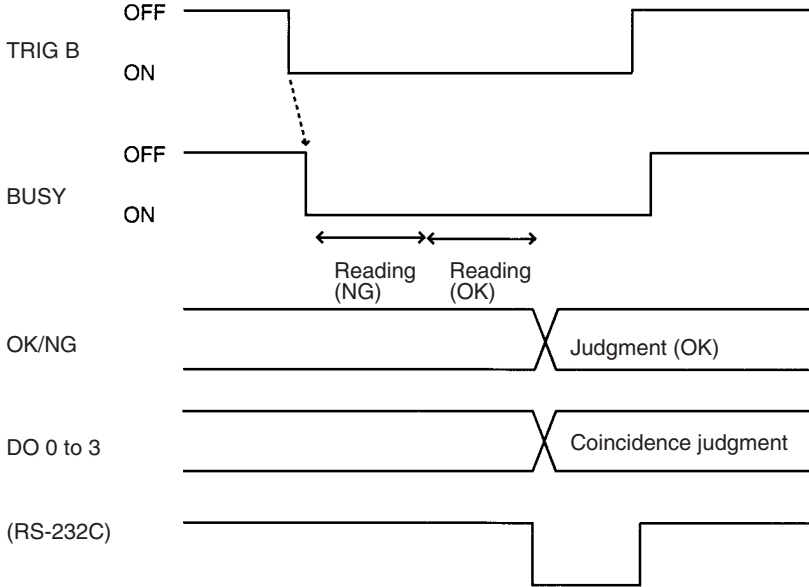 OFF
TRIG B
ON
OFF
BUSY
ON
Reading
(NG)
Reading
(OK)
OK/NG
Judgment (OK)
DO 0 to 3
Coincidence judgment
(RS-232C)